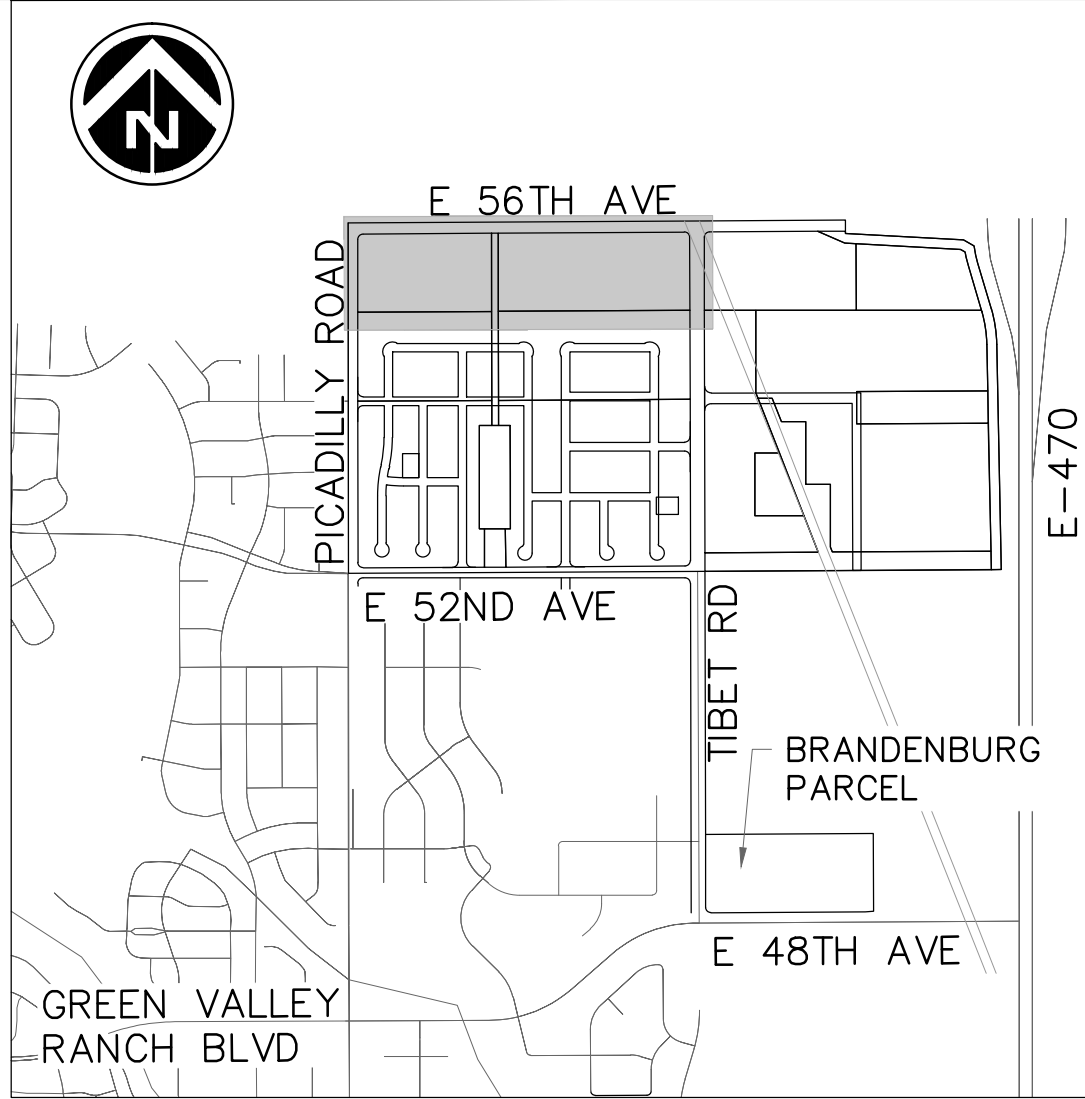 N
E 56TH AVE
PICADILLY ROAD
E-470
E 52ND AVE
TIBET RD
BRANDENBURG
PARCEL
E 48TH AVE
GREEN VALLEY
RANCH BLVD